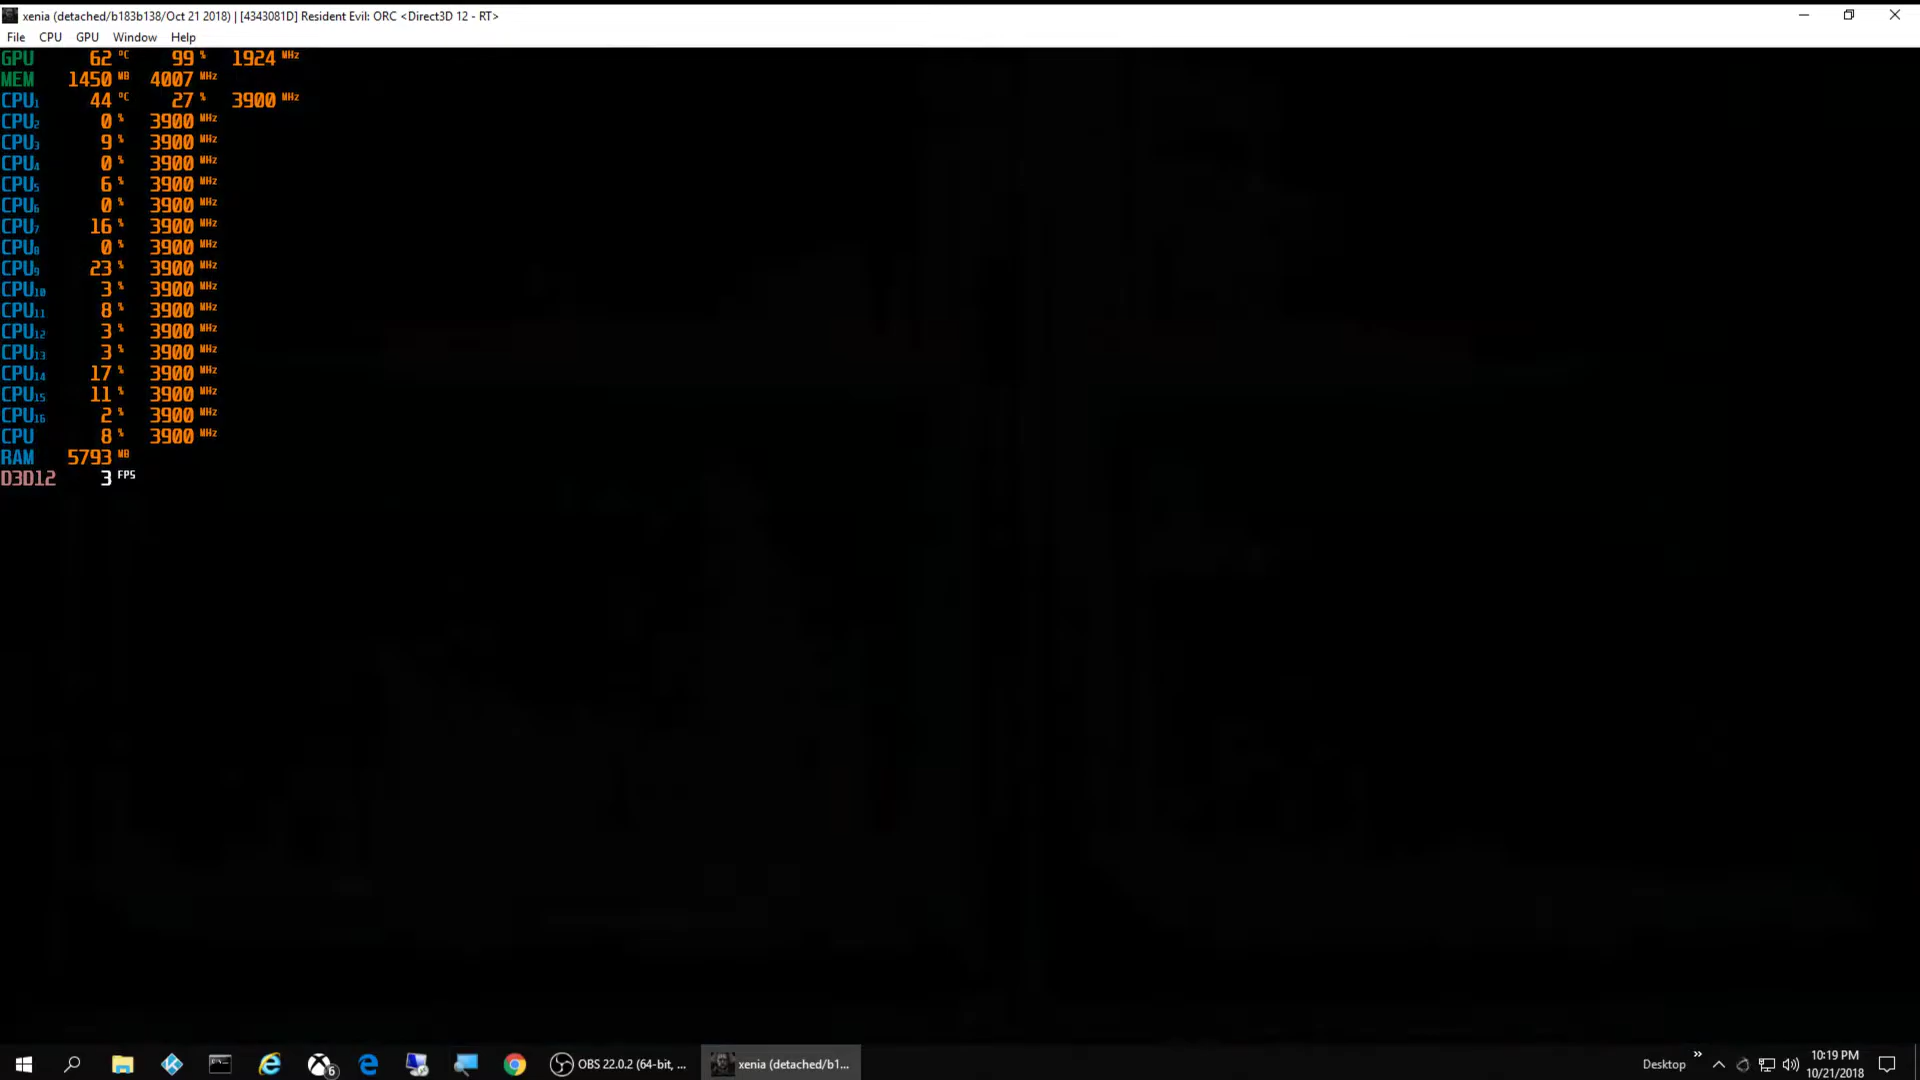 xenia (detached/b183b138/Oct 21 2018) | [4343081D] Resident Evil: ORC <Direct3D 12 - RT>
File CPU GPU Window Help
GPU 62 °C 99 % 1924 MHz
MEM 1450 MB 4007 MHz
CPU1 44 °C 27 % 3900 MHz
CPU2 0 % 3900 MHz
CPU3 9 % 3900 MHz
CPU4 0 % 3900 MHz
CPU5 6 % 3900 MHz
CPU6 0 % 3900 MHz
CPU7 16 % 3900 MHz
CPU8 0 % 3900 MHz
CPU9 23 % 3900 MHz
CPU10 3 % 3900 MHz
CPU11 8 % 3900 MHz
CPU12 3 % 3900 MHz
CPU13 3 % 3900 MHz
CPU14 17 % 3900 MHz
CPU15 11 % 3900 MHz
CPU16 2 % 3900 MHz
CPU 8 % 3900 MHz
RAM 5793 MB
D3D12 3 FPS
6 OBS 22.0.2 (64-bit, ... xenia (detached/b1... Desktop » 10:19 PM
10/21/2018